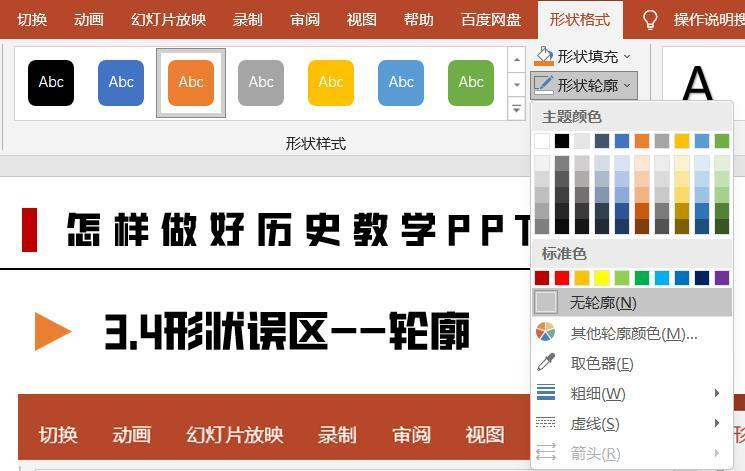 切换 动画 幻灯片放映 录制 审阅 视图 帮助 百度网盘 形状格式 操作说明搜
Abc Abc Abc Abc Abc Abc Abc
形状填充
形状轮廓
A
形状样式
主题颜色
标准色
无轮廓(N)
其他轮廓颜色(M)...
取色器(E)
粗细(W)
虚线(S)
箭头(R)
怎样做好历史教学PPT
3.4形状误区--轮廓
切换 动画 幻灯片放映 录制 审阅 视图